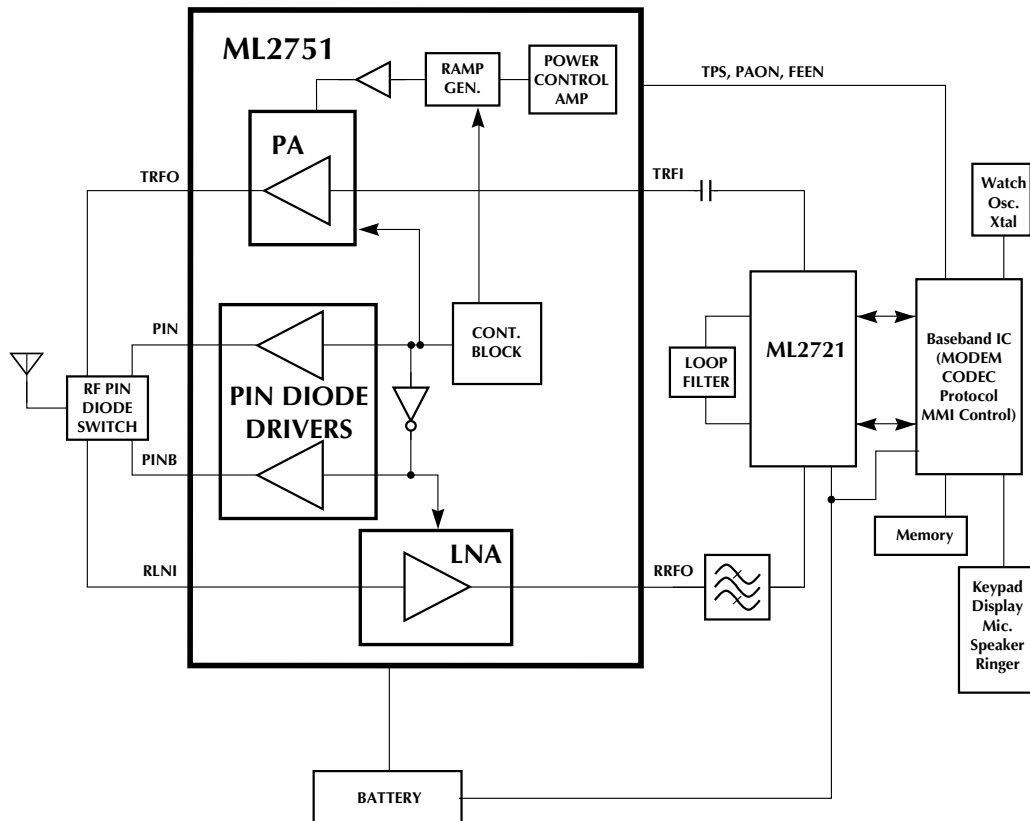 ML2751
RAMP
GEN.
POWER
CONTROL
AMP
TPS, PAON, FEEN
PA
TRFO
TRFI
Watch
Osc.
Xtal
PIN
CONT.
BLOCK
LOOP
FILTER
ML2721
Baseband IC
(MODEM
CODEC
Protocol
MMI Control)
RF PIN
DIODE
SWITCH
PIN DIODE
DRIVERS
PINB
Memory
LNA
RLNI
RRFO
Keypad
Display
Mic.
Speaker
Ringer
BATTERY